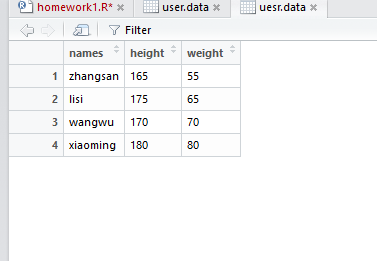 homework1.R* user.data uesr.data
Filter
names height weight
1 zhangsan 165 55
2 lisi 175 65
3 wangwu 170 70
4 xiaoming 180 80